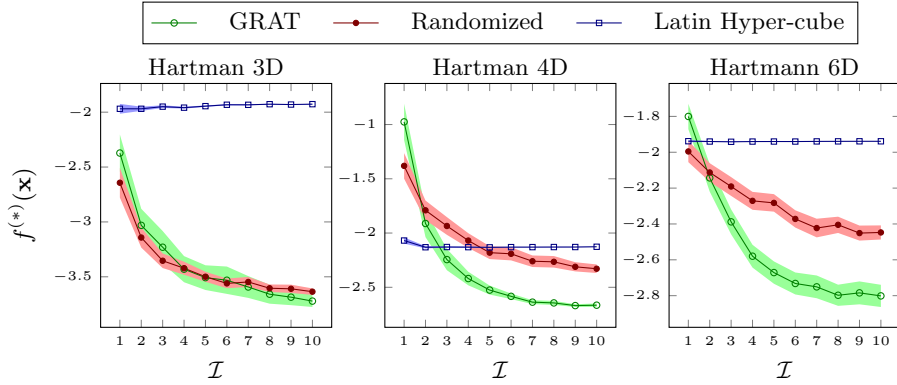 GRAT Randomized Latin Hyper-cube
Hartman 3D Hartman 4D Hartmann 6D
f^(*)(x)
−2
−2.5
−3
−3.5
1 2 3 4 5 6 7 8 9 10
ℐ
−1
−1.5
−2
−2.5
1 2 3 4 5 6 7 8 9 10
ℐ
−1.8
−2
−2.2
−2.4
−2.6
−2.8
1 2 3 4 5 6 7 8 9 10
ℐ